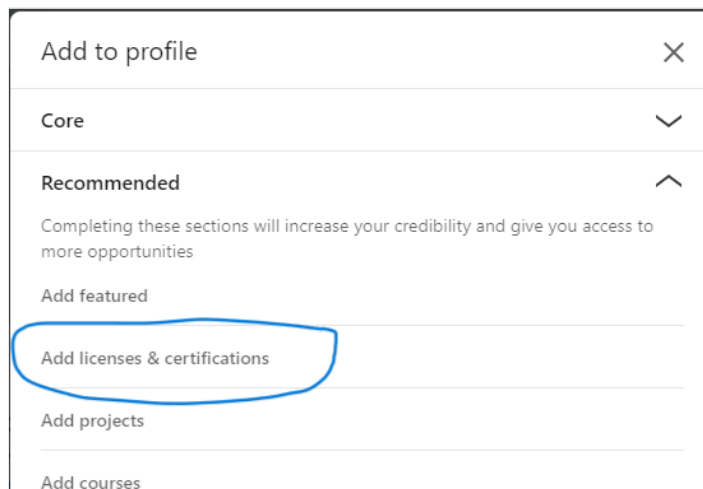 Add to profile
Core
Recommended
Completing these sections will increase your credibility and give you access to
more opportunities
Add featured
Add licenses & certifications
Add projects
Add courses